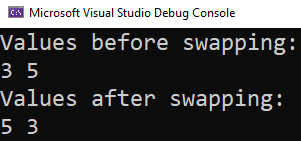 Microsoft Visual Studio Debug Console
Values before swapping:
3 5
Values after swapping:
5 3